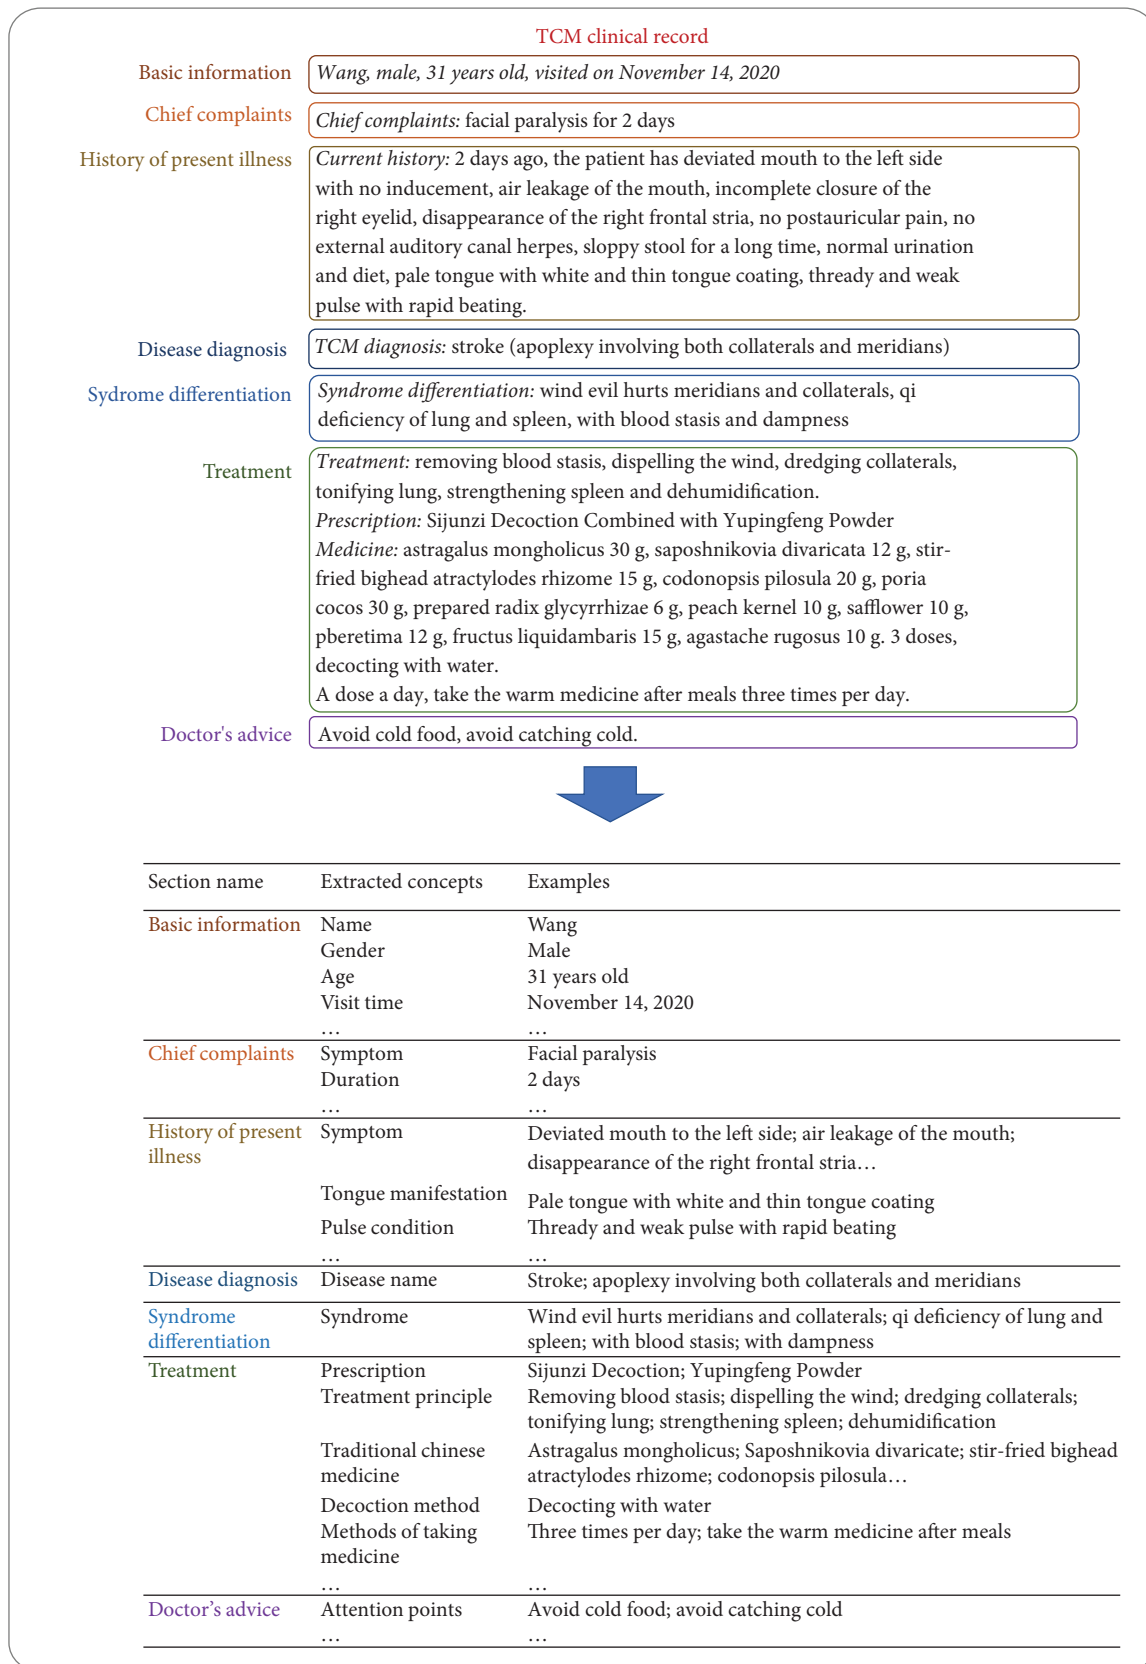 TCM clinical record
Basic information
Wang, male, 31 years old, visited on November 14, 2020
Chief complaints
Chief complaints: facial paralysis for 2 days
History of present illness
Current history: 2 days ago, the patient has deviated mouth to the left side
with no inducement, air leakage of the mouth, incomplete closure of the
right eyelid, disappearance of the right frontal stria, no postauricular pain, no
external auditory canal herpes, sloppy stool for a long time, normal urination
and diet, pale tongue with white and thin tongue coating, thready and weak
pulse with rapid beating.
Disease diagnosis
TCM diagnosis: stroke (apoplexy involving both collaterals and meridians)
Sydrome differentiation
Syndrome differentiation: wind evil hurts meridians and collaterals, qi
deficiency of lung and spleen, with blood stasis and dampness
Treatment
Treatment: removing blood stasis, dispelling the wind, dredging collaterals,
tonifying lung, strengthening spleen and dehumidification.
Prescription: Sijunzi Decoction Combined with Yupingfeng Powder
Medicine: astragalus mongholicus 30 g, saposhnikovia divaricata 12 g, stir-
fried bighead atractylodes rhizome 15 g, codonopsis pilosula 20 g, poria
cocos 30 g, prepared radix glycyrrhizae 6 g, peach kernel 10 g, safflower 10 g,
pberetima 12 g, fructus liquidambaris 15 g, agastache rugosus 10 g. 3 doses,
decocting with water.
A dose a day, take the warm medicine after meals three times per day.
Doctor's advice
Avoid cold food, avoid catching cold.
Section name Extracted concepts Examples
Basic information Name Wang
Gender Male
Age 31 years old
Visit time November 14, 2020
… …
Chief complaints Symptom Facial paralysis
Duration 2 days
… …
History of present Symptom Deviated mouth to the left side; air leakage of the mouth;
illness disappearance of the right frontal stria…
Tongue manifestation Pale tongue with white and thin tongue coating
Pulse condition Thready and weak pulse with rapid beating
… …
Disease diagnosis Disease name Stroke; apoplexy involving both collaterals and meridians
Syndrome Syndrome Wind evil hurts meridians and collaterals; qi deficiency of lung and
differentiation spleen; with blood stasis; with dampness
Treatment Prescription Sijunzi Decoction; Yupingfeng Powder
Treatment principle Removing blood stasis; dispelling the wind; dredging collaterals;
tonifying lung; strengthening spleen; dehumidification
Traditional chinese Astragalus mongholicus; Saposhnikovia divaricate; stir-fried bighead
medicine atractylodes rhizome; codonopsis pilosula…
Decoction method Decocting with water
Methods of taking Three times per day; take the warm medicine after meals
medicine
… …
Doctor’s advice Attention points Avoid cold food; avoid catching cold
… …